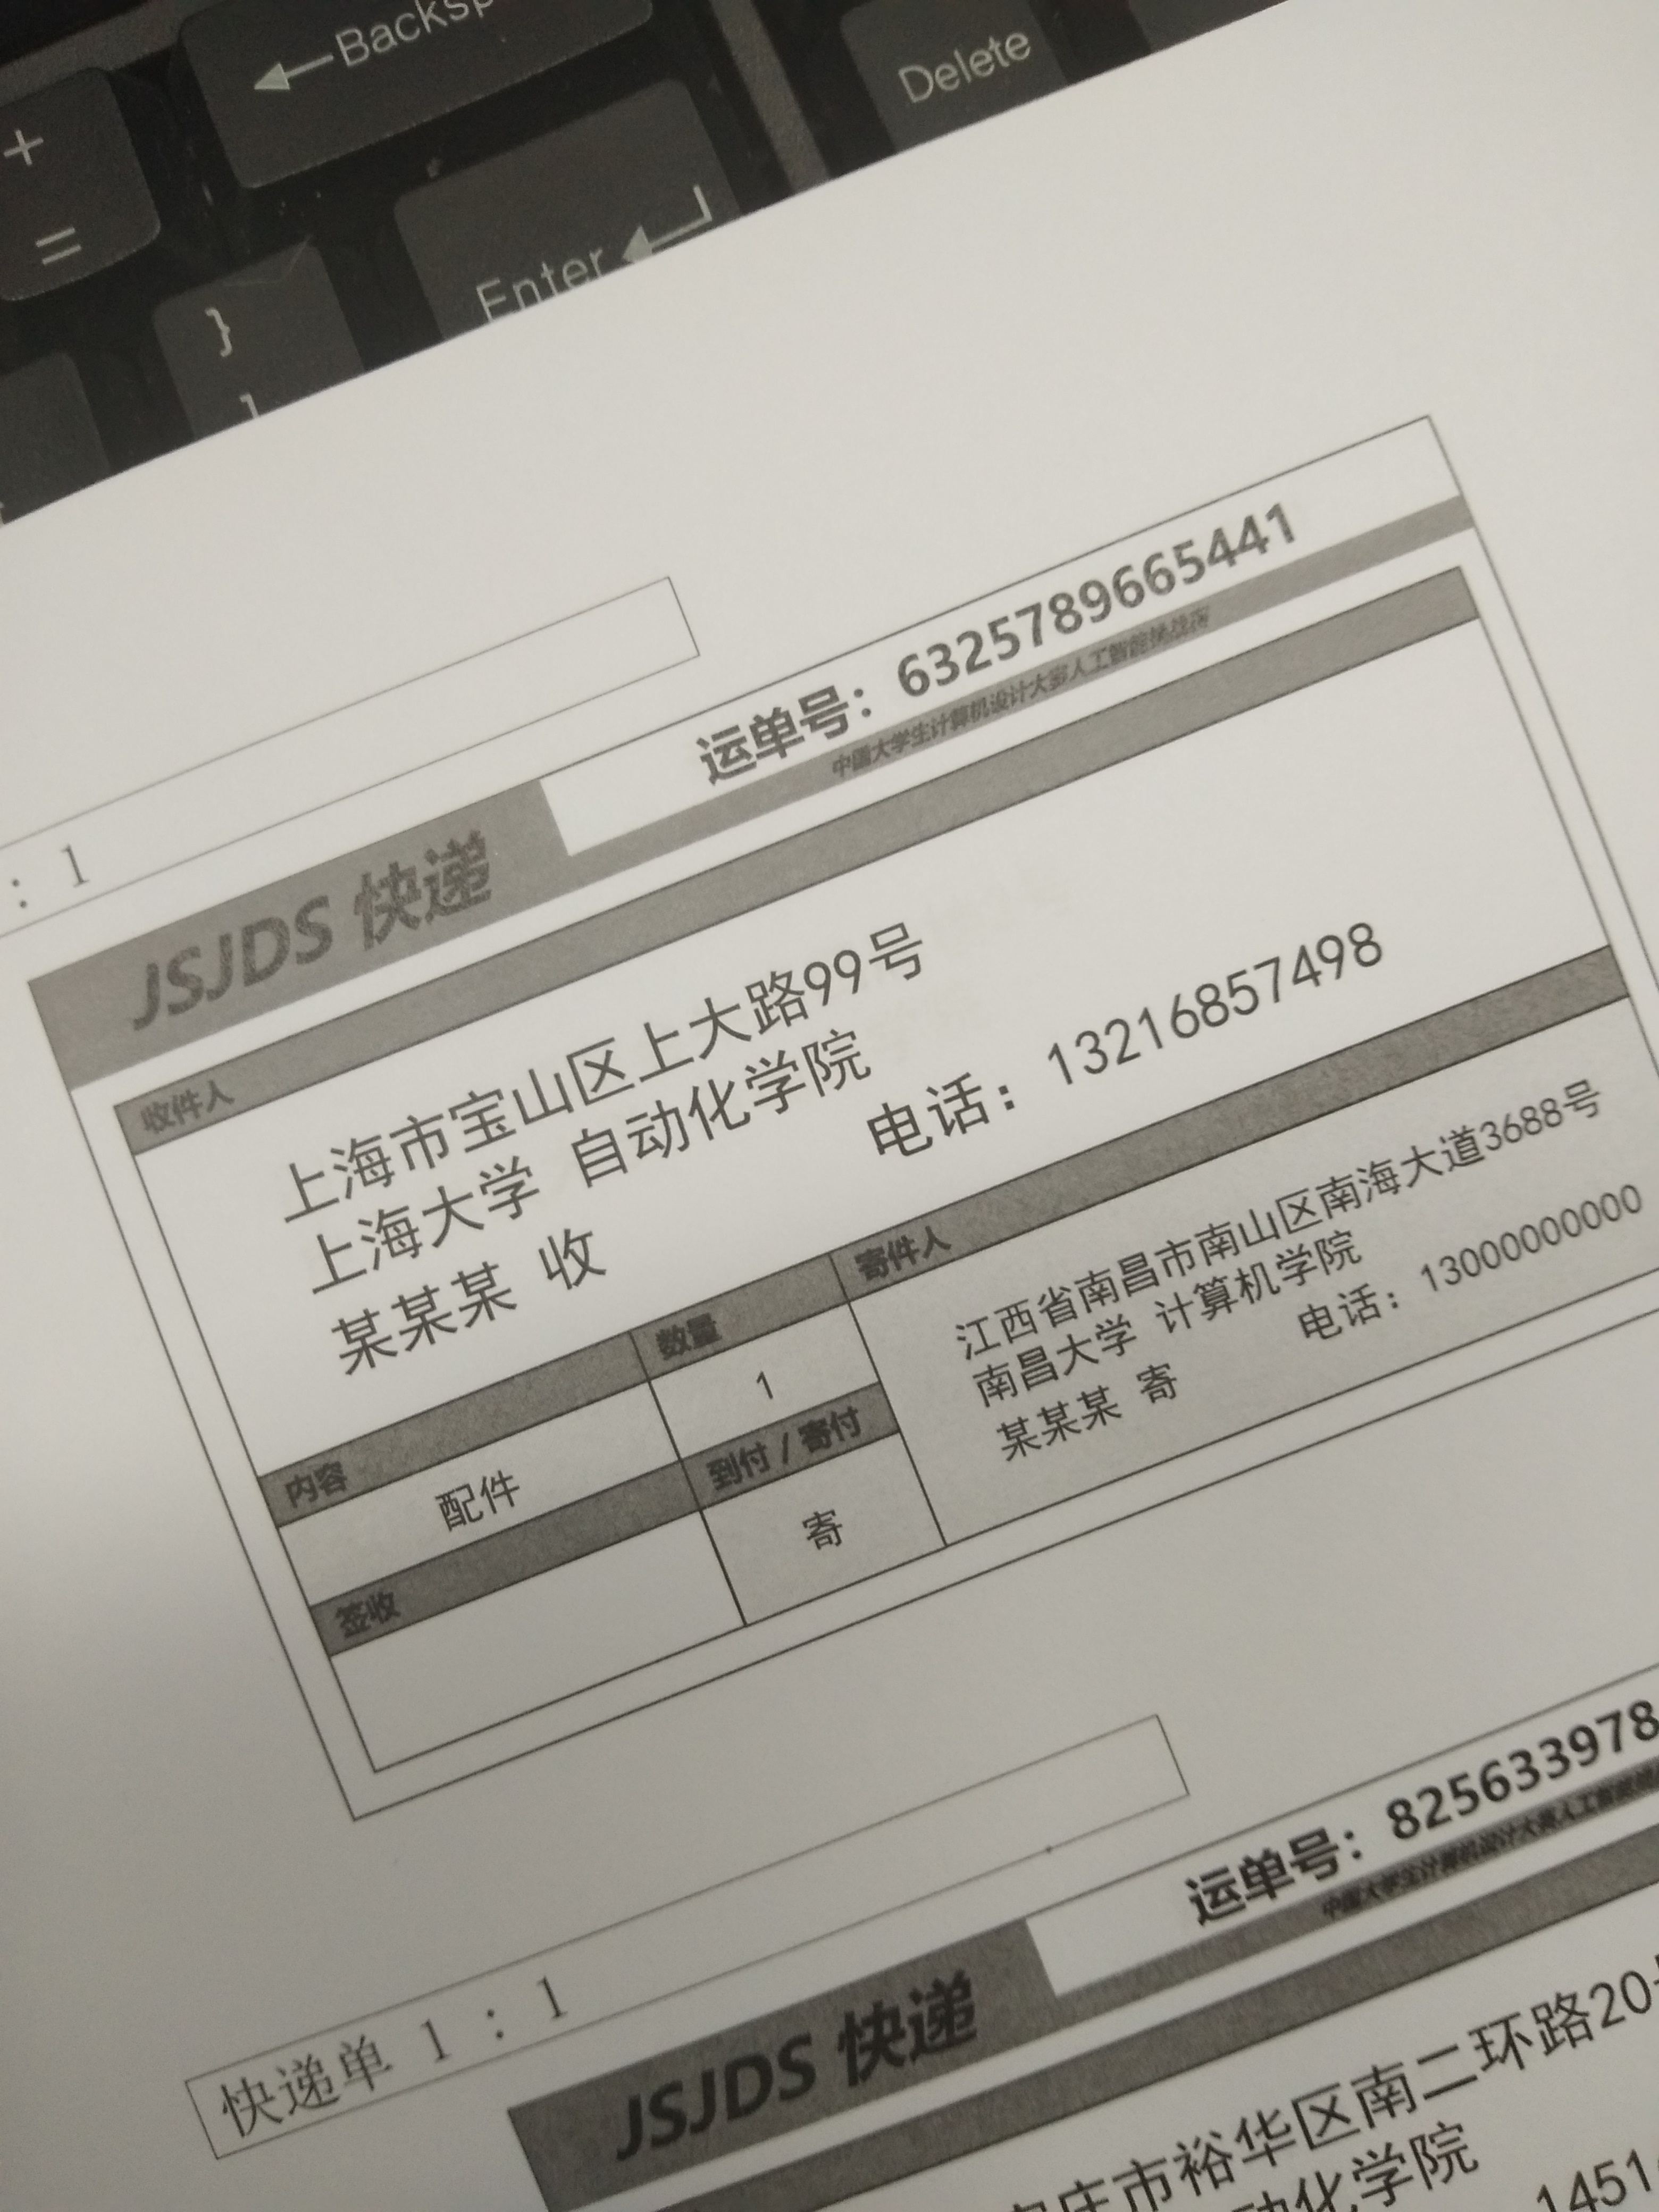 +
=
←Backsp
Delete
Enter
}
]
: 1
JSJDS 快递
运单号：6325789665441
中国大学生计算机设计大赛人工智能挑战赛
收件人
上海市宝山区上大路99号
上海大学 自动化学院
某某某 收
电话：13216857498
内容
配件
数量
1
签收
到付 / 寄付
寄
寄件人
江西省南昌市南山区南海大道3688号
南昌大学 计算机学院
某某某 寄
电话：13000000000
快递单 1 : 1
JSJDS 快递
运单号：825633978
中国大学生计算机设计大赛人工智能
庄市裕华区南二环路20
动化学院
1451